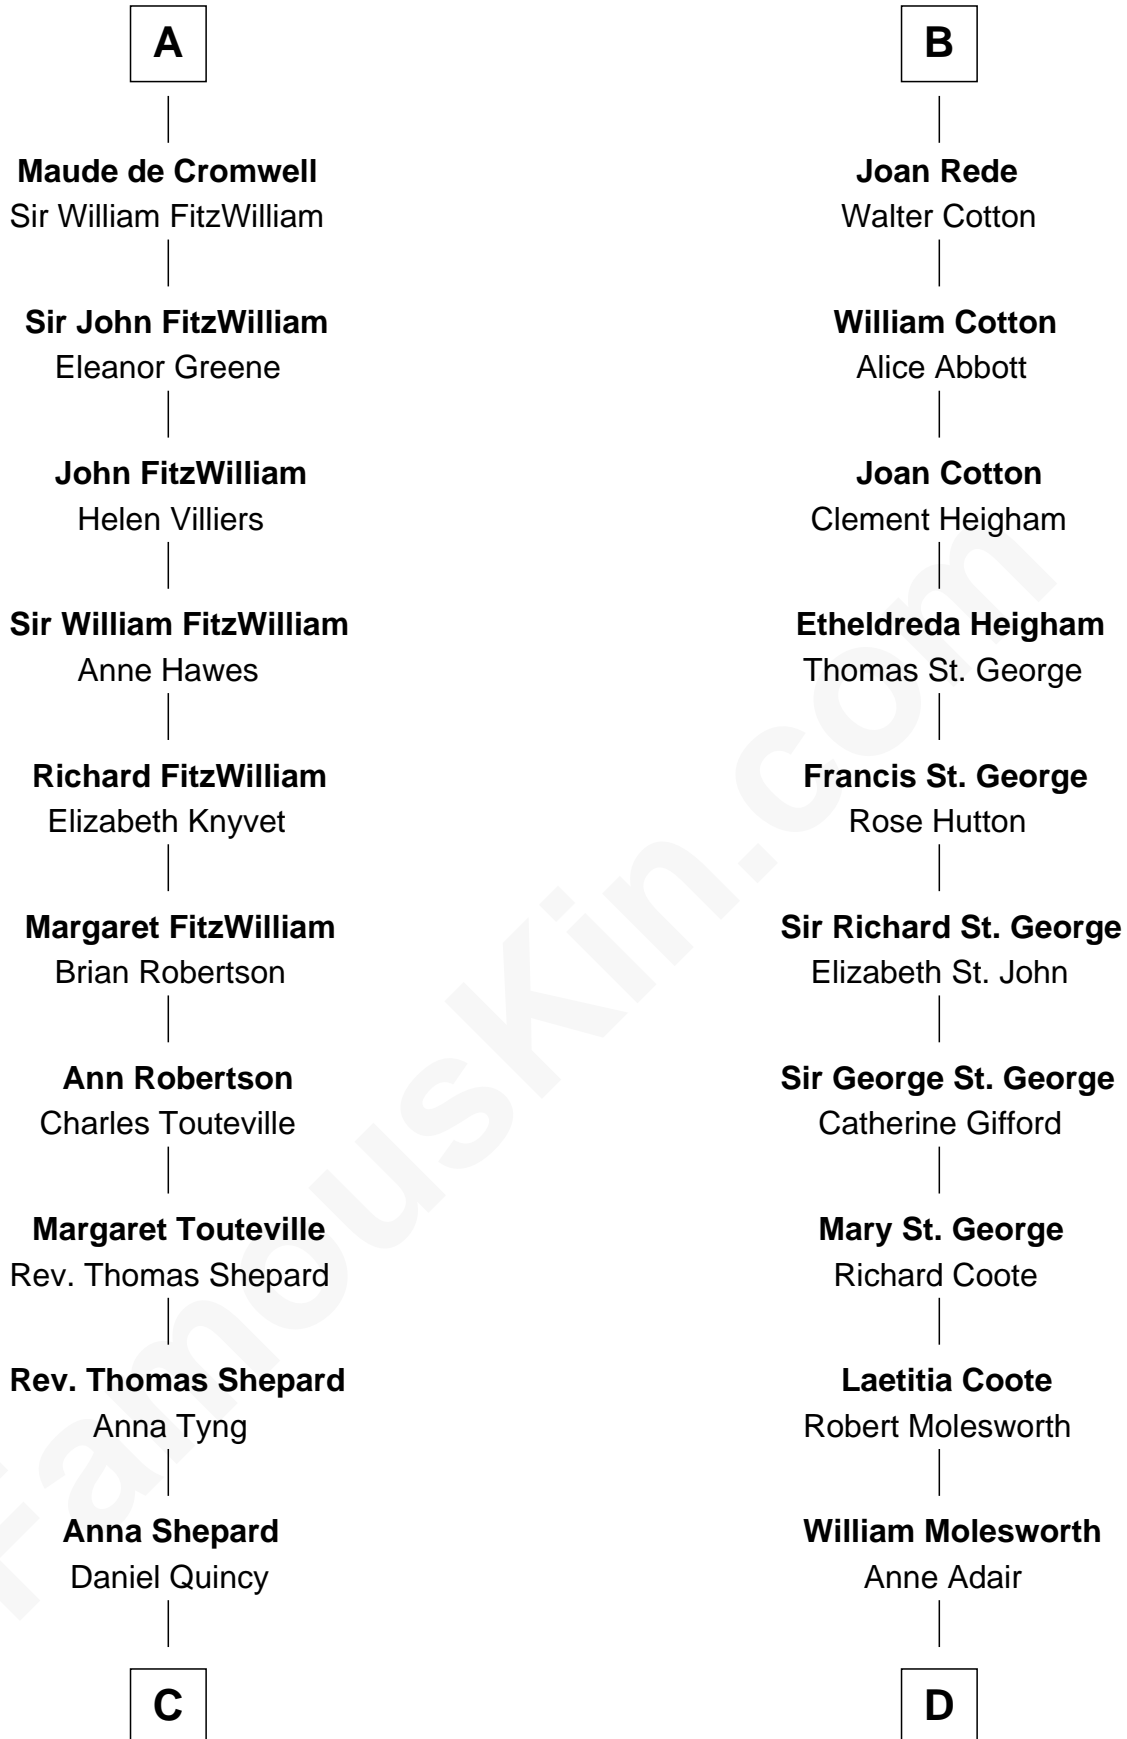 A
Maude de Cromwell
Sir William FitzWilliam
Sir John FitzWilliam
Eleanor Greene
John FitzWilliam
Helen Villiers
Sir William FitzWilliam
Anne Hawes
Richard FitzWilliam
Elizabeth Knyvet
Margaret FitzWilliam
Brian Robertson
Ann Robertson
Charles Touteville
Margaret Touteville
Rev. Thomas Shepard
Rev. Thomas Shepard
Anna Tyng
Anna Shepard
Daniel Quincy
C
B
Joan Rede
Walter Cotton
William Cotton
Alice Abbott
Joan Cotton
Clement Heigham
Etheldreda Heigham
Thomas St. George
Francis St. George
Rose Hutton
Sir Richard St. George
Elizabeth St. John
Sir George St. George
Catherine Gifford
Mary St. George
Richard Coote
Laetitia Coote
Robert Molesworth
William Molesworth
Anne Adair
D
FamousKin.com